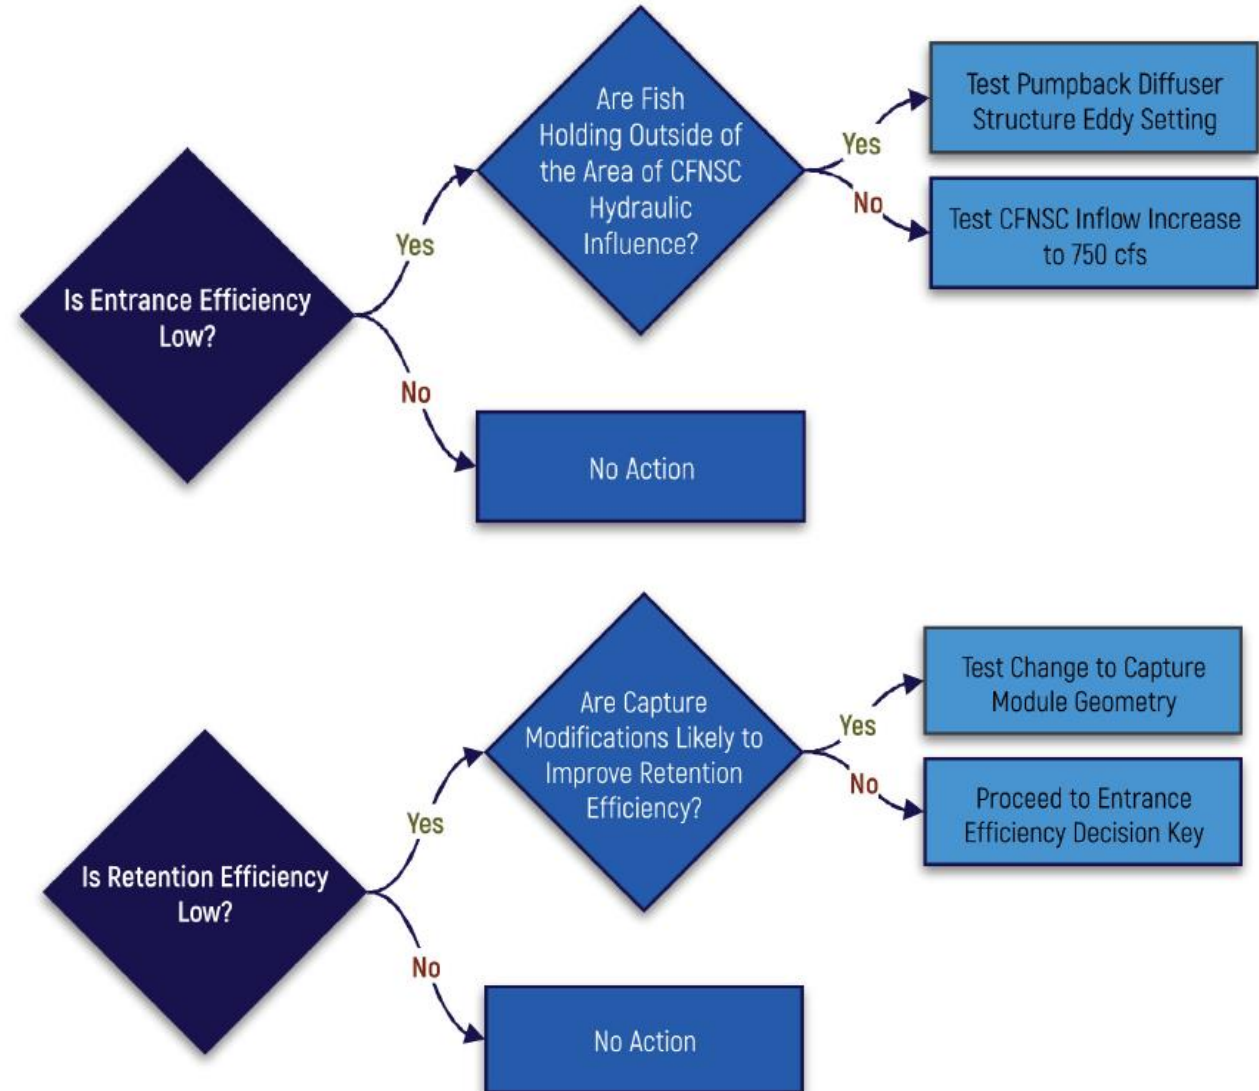 Is Entrance Efficiency
Low?
Yes
No
Are Fish
Holding Outside of
the Area of CFNSC
Hydraulic
Influence?
Yes
No
Test Pumpback Diffuser
Structure Eddy Setting
Test CFNSC Inflow Increase
to 750 cfs
No Action
Is Retention Efficiency
Low?
Yes
No
Are Capture
Modifications Likely to
Improve Retention
Efficiency?
Yes
No
Test Change to Capture
Module Geometry
Proceed to Entrance
Efficiency Decision Key
No Action